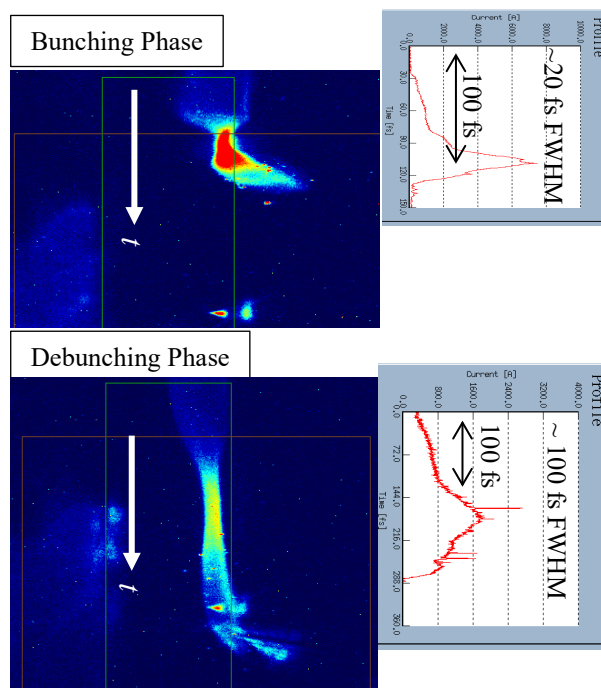 Bunching Phase
t
Profile
Current [A]
0.0 2000.0 4000.0 6000.0 8000.0 10000.0
0.0
30.0
60.0
90.0
120.0
150.0
Time [fs]
100 fs
~20 fs FWHM
Debunching Phase
t
Profile
Current [A]
0.0 800.0 1600.0 2400.0 3200.0 4000.0
0.0
72.0
144.0
216.0
288.0
360.0
Time [fs]
100 fs
~ 100 fs FWHM